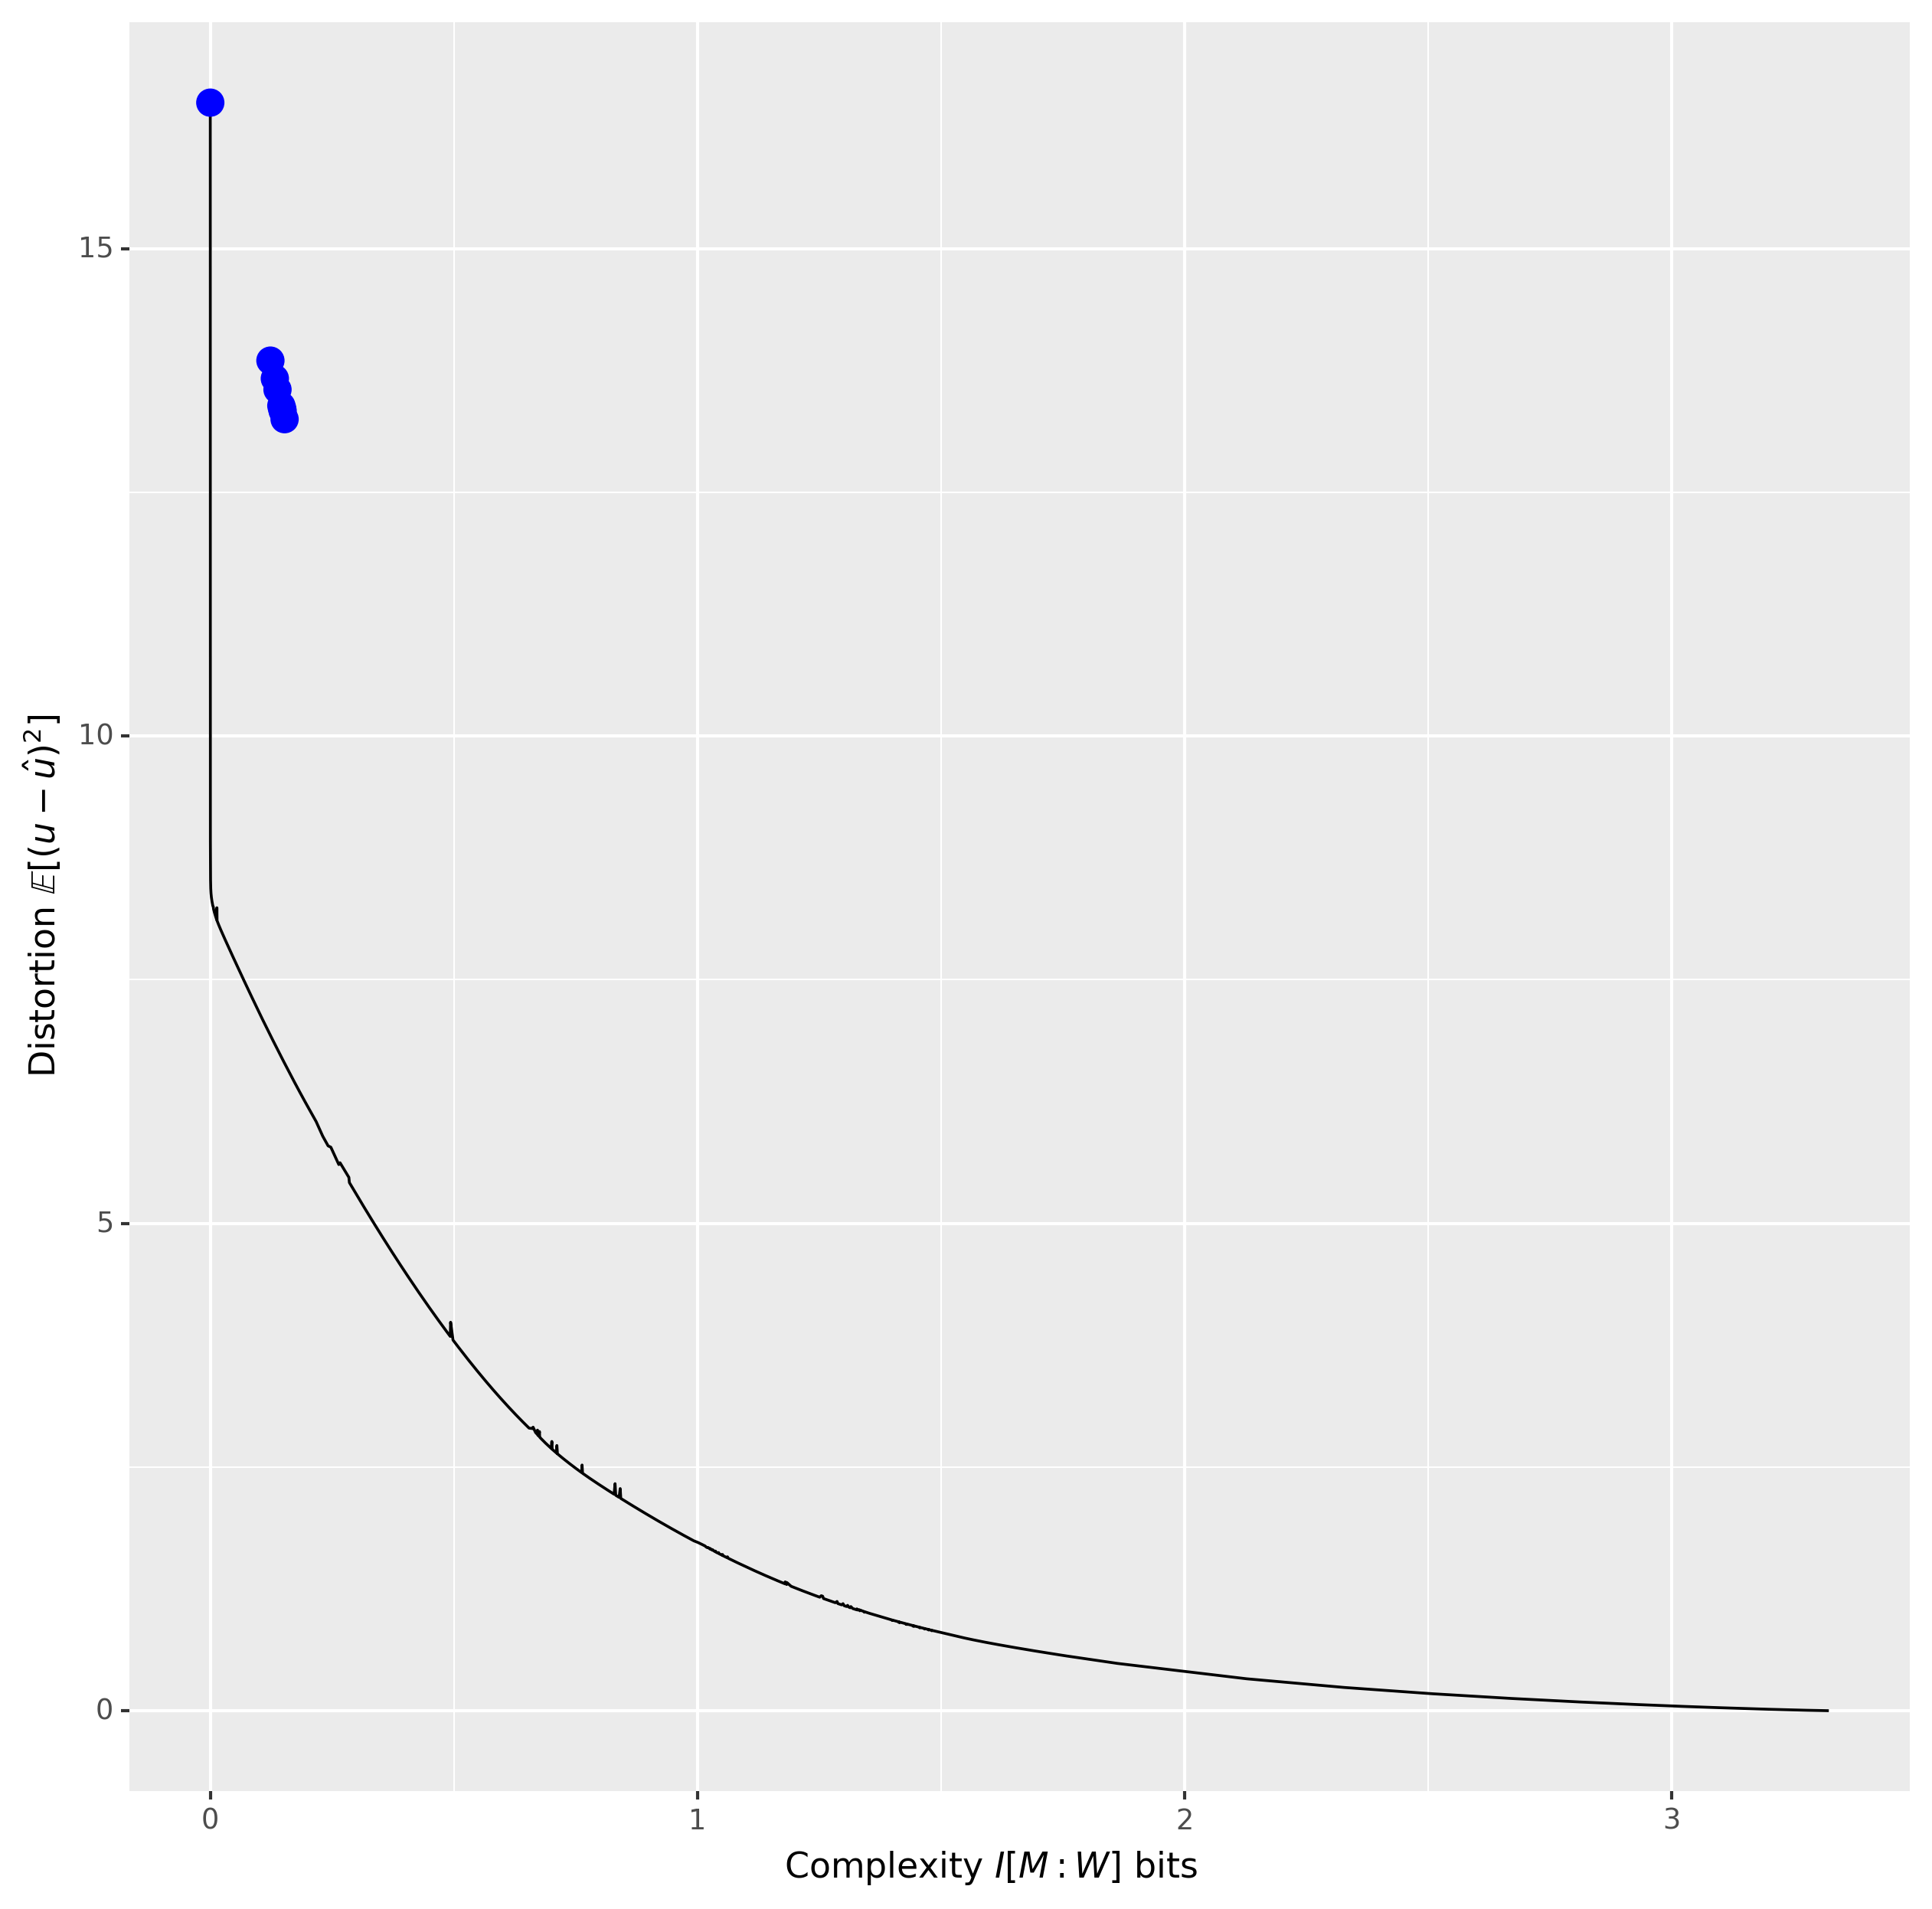 15
10
5
0
Distortion 𝔼[(u − û)²]
0 1 2 3
Complexity I[M : W] bits